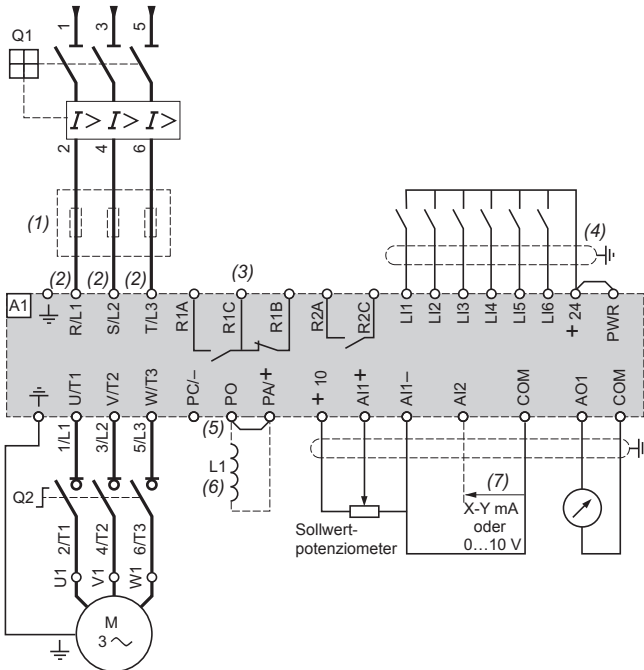 1 3 5
Q1
I> I> I>
2 4 6
(1)
(4)
(2) (2) (2) (3)
A1
R/L1 S/L2 T/L3 R1A R1C R1B R2A R2C LI1 LI2 LI3 LI4 LI5 LI6 + 24 PWR
U/T1 V/T2 W/T3 PC/– PO PA/+ + 10 AI1+ AI1– AI2 COM AO1 COM
(5)
1/L1 3/L2 5/L3
L1
(6)
(7)
Q2
X-Y mA
oder
0…10 V
Sollwert-
potenziometer
2/T1 4/T2 6/T3
U1 V1 W1
M
3 ~